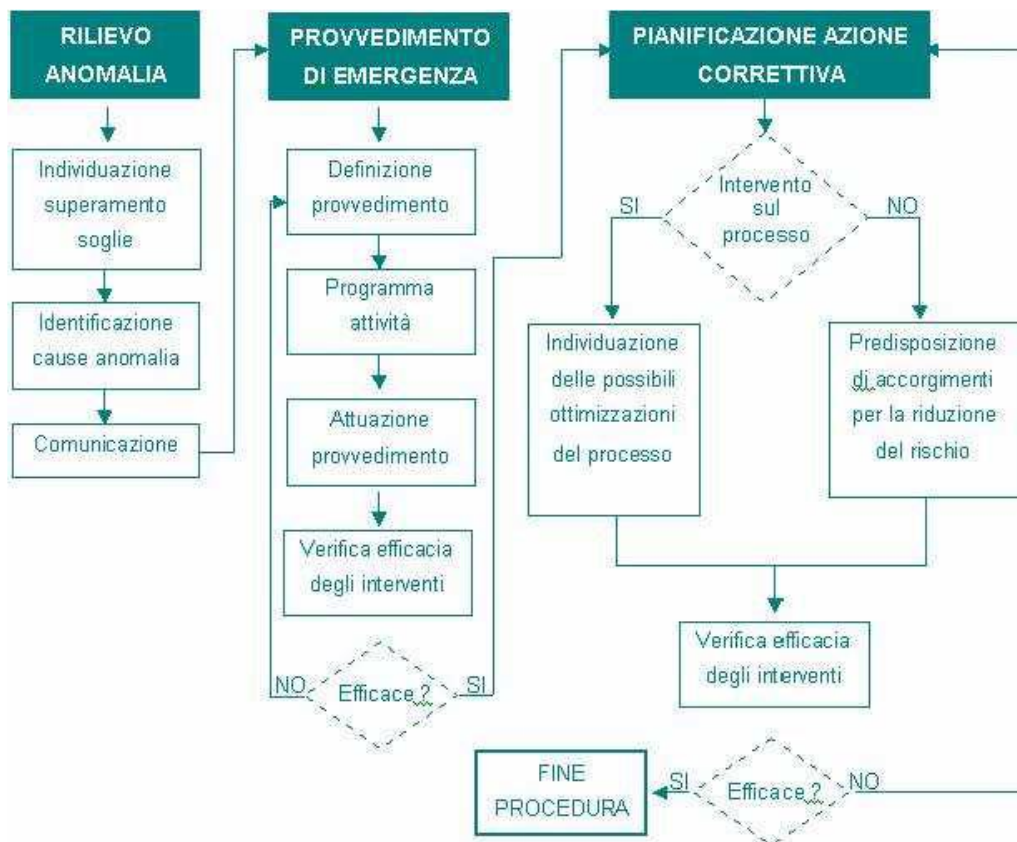 RILIEVO
ANOMALIA
Individuazione
superamento
soglie
Identificazione
cause anomalia
Comunicazione
PROVVEDIMENTO
DI EMERGENZA
Definizione
provvedimento
Programma
attività
Attuazione
provvedimento
Verifica efficacia
degli interventi
NO
Efficace ?
SI
PIANIFICAZIONE AZIONE
CORRETTIVA
SI
Intervento
sul
processo
NO
Individuazione
delle possibili
ottimizzazioni
del processo
Predisposizione
di accorgimenti
per la riduzione
del rischio
Verifica efficacia
degli interventi
FINE
PROCEDURA
SI
Efficace ?
NO